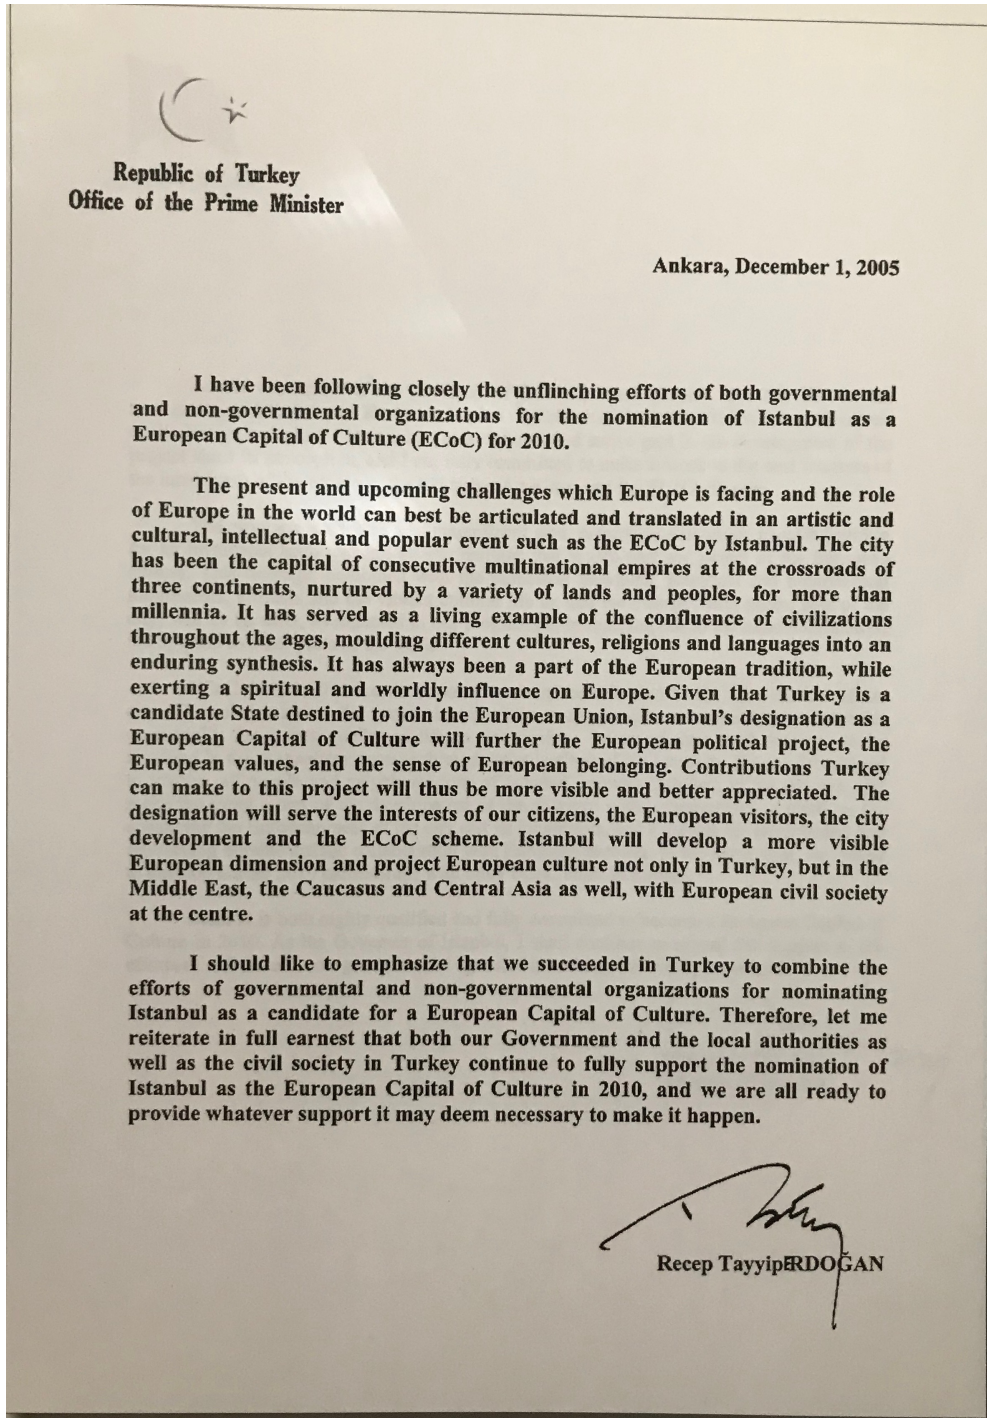 Republic of Turkey
Office of the Prime Minister
Ankara, December 1, 2005
I have been following closely the unflinching efforts of both governmental
and non-governmental organizations for the nomination of Istanbul as a
European Capital of Culture (ECoC) for 2010.
The present and upcoming challenges which Europe is facing and the role
of Europe in the world can best be articulated and translated in an artistic and
cultural, intellectual and popular event such as the ECoC by Istanbul. The city
has been the capital of consecutive multinational empires at the crossroads of
three continents, nurtured by a variety of lands and peoples, for more than
millennia. It has served as a living example of the confluence of civilizations
throughout the ages, moulding different cultures, religions and languages into an
enduring synthesis. It has always been a part of the European tradition, while
exerting a spiritual and worldly influence on Europe. Given that Turkey is a
candidate State destined to join the European Union, Istanbul's designation as a
European Capital of Culture will further the European political project, the
European values, and the sense of European belonging. Contributions Turkey
can make to this project will thus be more visible and better appreciated. The
designation will serve the interests of our citizens, the European visitors, the city
development and the ECoC scheme. Istanbul will develop a more visible
European dimension and project European culture not only in Turkey, but in the
Middle East, the Caucasus and Central Asia as well, with European civil society
at the centre.
I should like to emphasize that we succeeded in Turkey to combine the
efforts of governmental and non-governmental organizations for nominating
Istanbul as a candidate for a European Capital of Culture. Therefore, let me
reiterate in full earnest that both our Government and the local authorities as
well as the civil society in Turkey continue to fully support the nomination of
Istanbul as the European Capital of Culture in 2010, and we are all ready to
provide whatever support it may deem necessary to make it happen.
Recep TayyipERDOĞAN